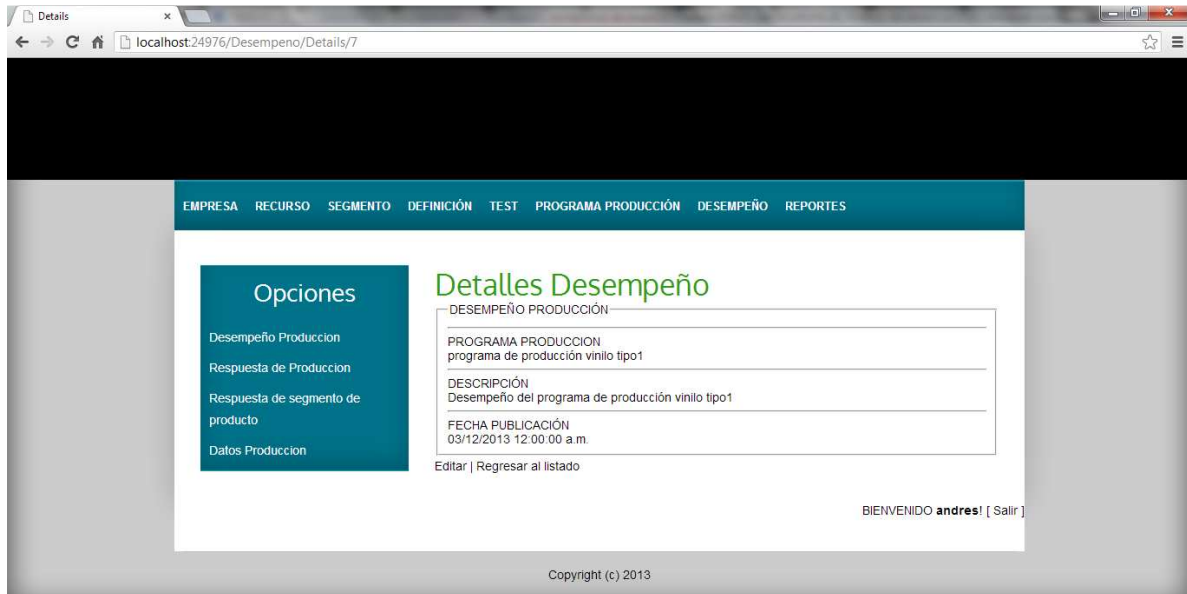 Details
localhost:24976/Desempeno/Details/7
EMPRESA RECURSO SEGMENTO DEFINICIÓN TEST PROGRAMA PRODUCCIÓN DESEMPEÑO REPORTES
Opciones
Desempeño Produccion
Respuesta de Produccion
Respuesta de segmento de
producto
Datos Produccion
Detalles Desempeño
DESEMPEÑO PRODUCCIÓN
PROGRAMA PRODUCCION
programa de producción vinilo tipo1
DESCRIPCIÓN
Desempeño del programa de producción vinilo tipo1
FECHA PUBLICACIÓN
03/12/2013 12:00:00 a.m.
Editar | Regresar al listado
BIENVENIDO andres! [ Salir ]
Copyright (c) 2013